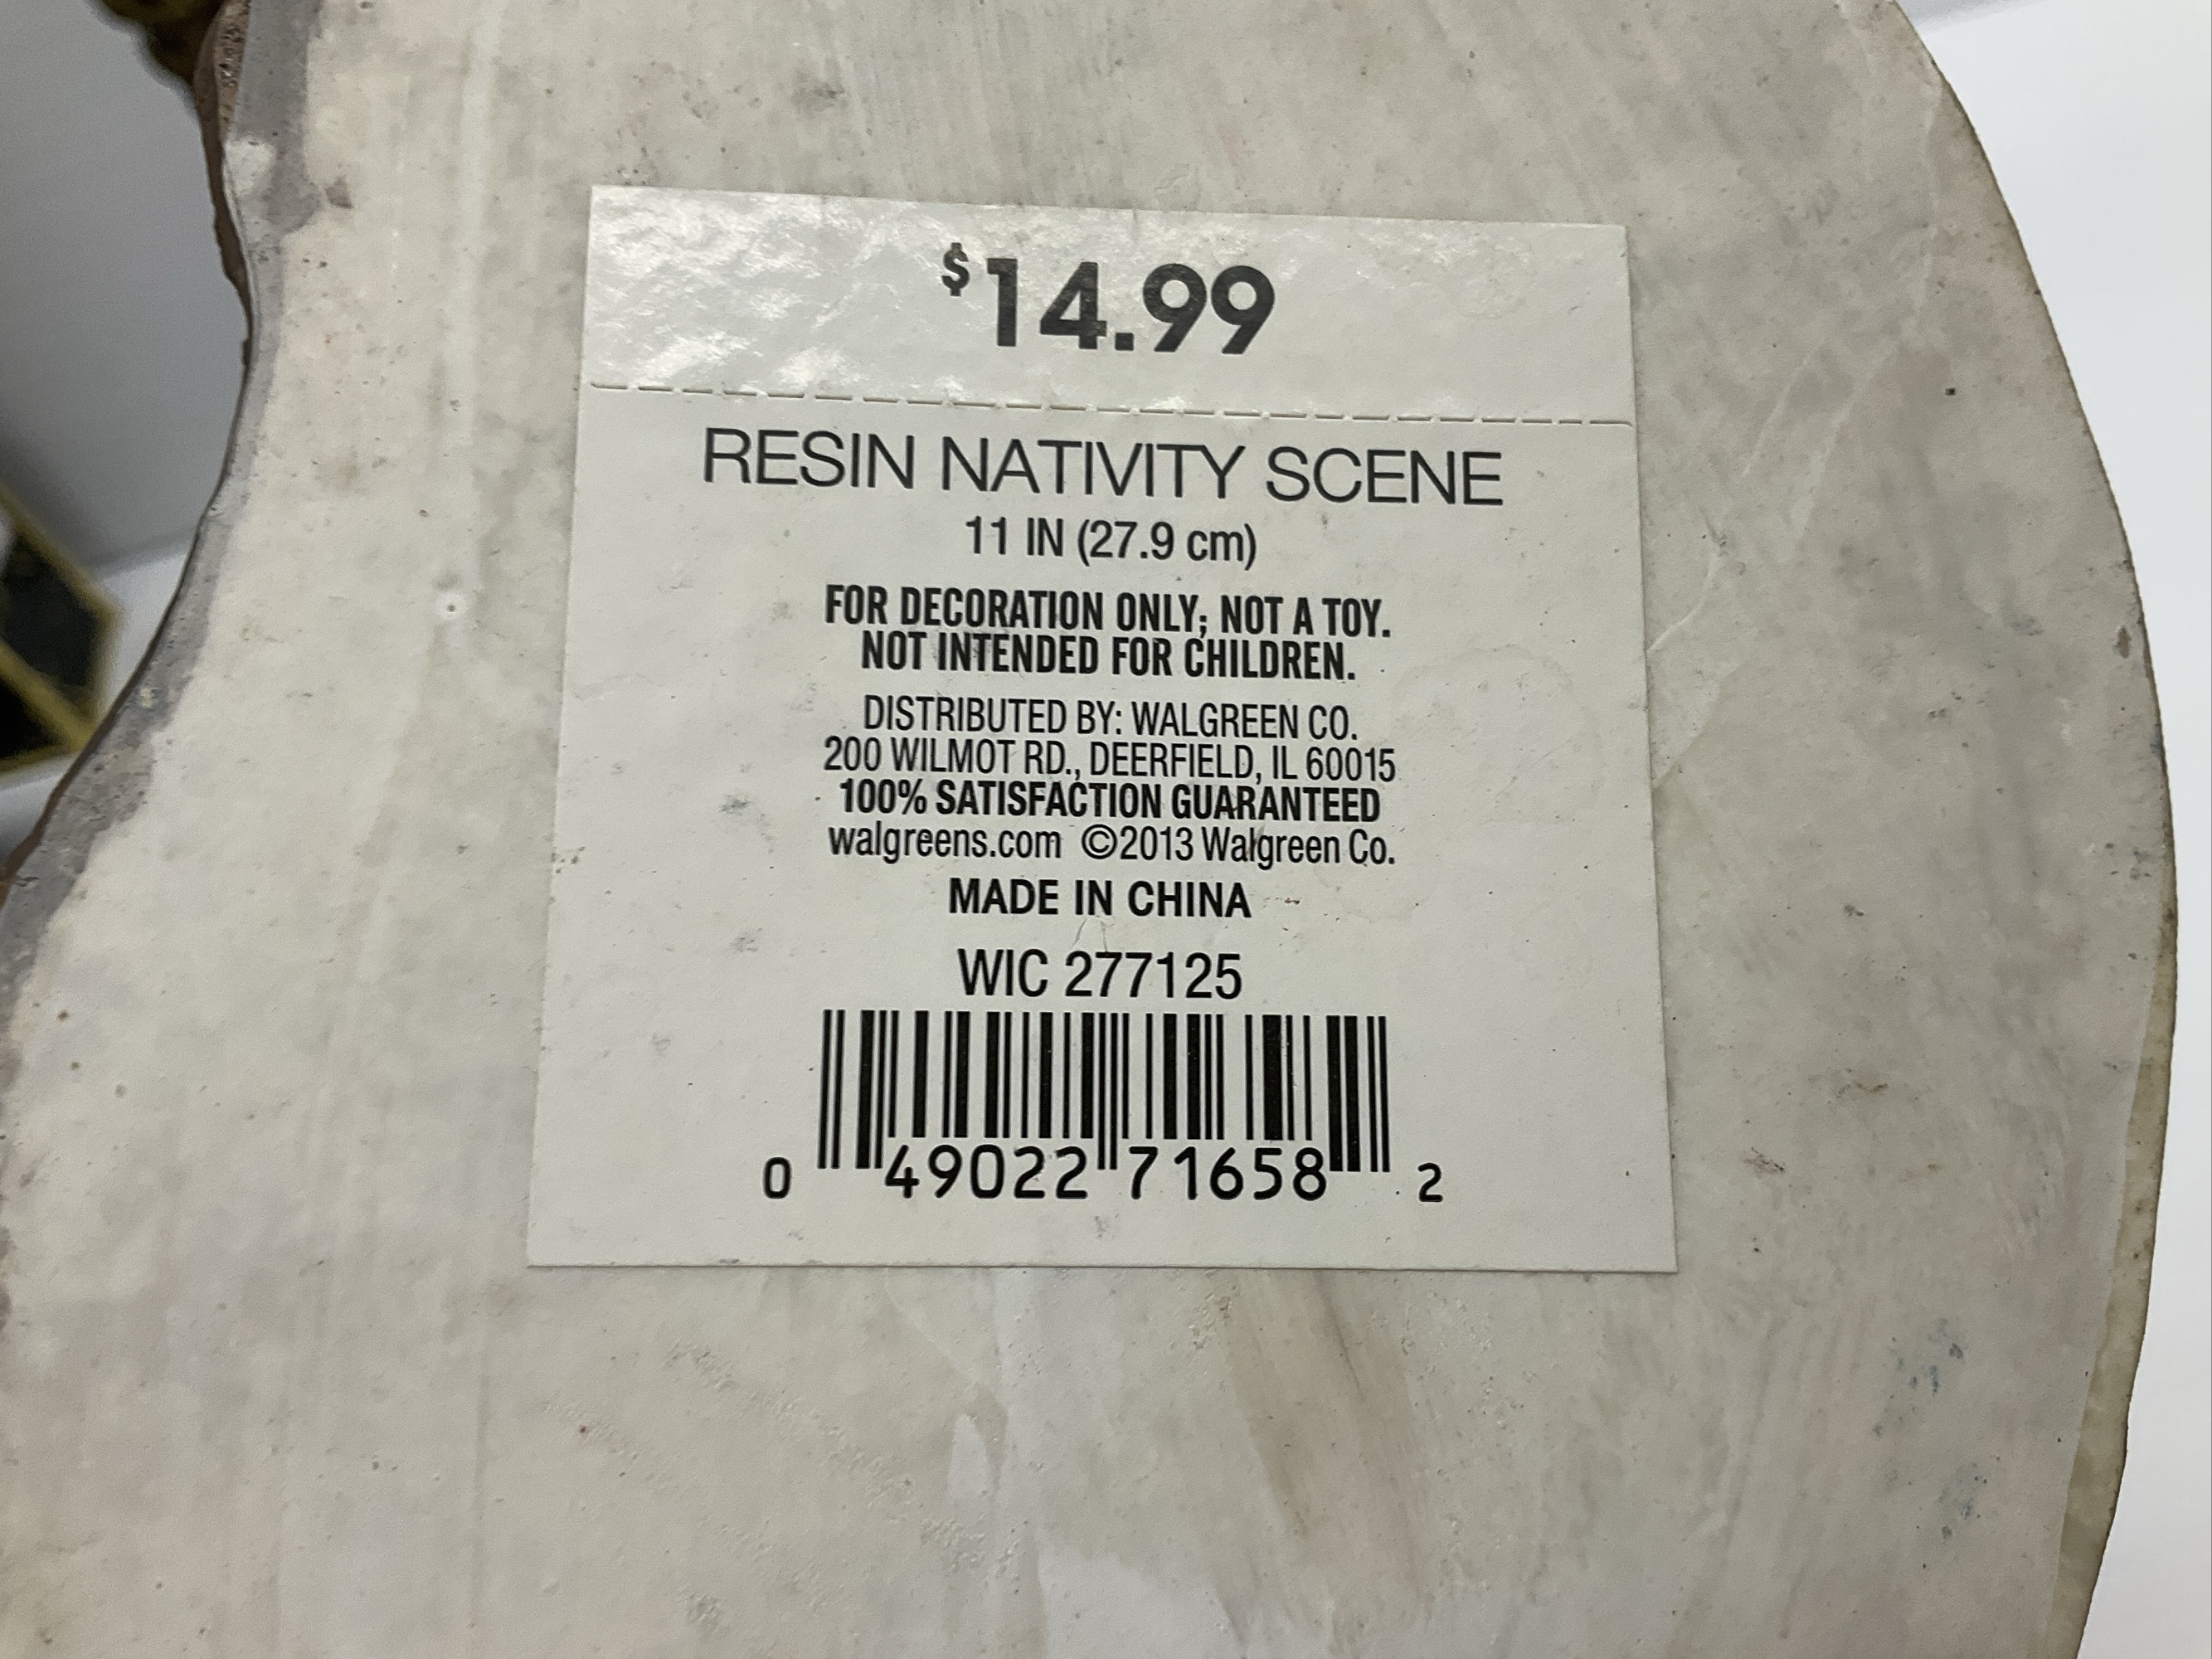 $14.99
RESIN NATIVITY SCENE
11 IN (27.9 cm)
FOR DECORATION ONLY; NOT A TOY.
NOT INTENDED FOR CHILDREN.
DISTRIBUTED BY: WALGREEN CO.
200 WILMOT RD., DEERFIELD, IL 60015
100% SATISFACTION GUARANTEED
walgreens.com ©2013 Walgreen Co.
MADE IN CHINA
WIC 277125
0 49022 71658 2